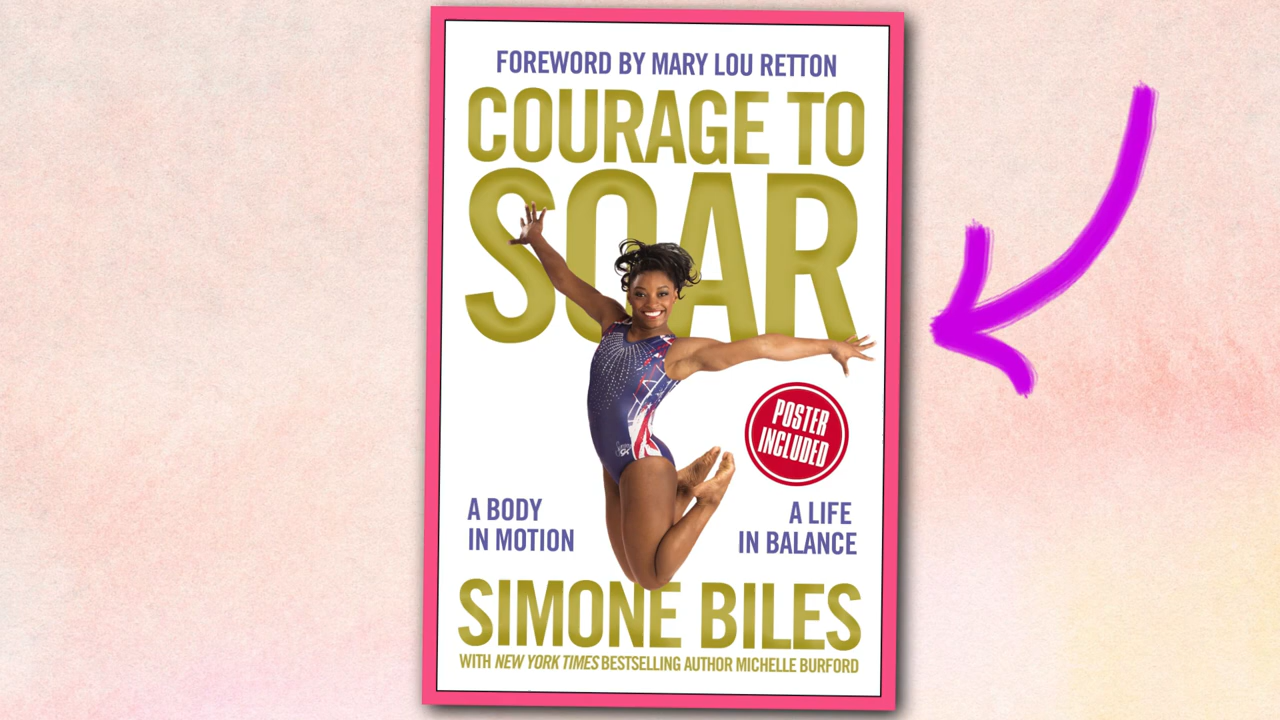 FOREWORD BY MARY LOU RETTON
COURAGE TO
SOAR
POSTER
INCLUDED
A BODY
IN MOTION
A LIFE
IN BALANCE
SIMONE BILES
WITH NEW YORK TIMES BESTSELLING AUTHOR MICHELLE BURFORD